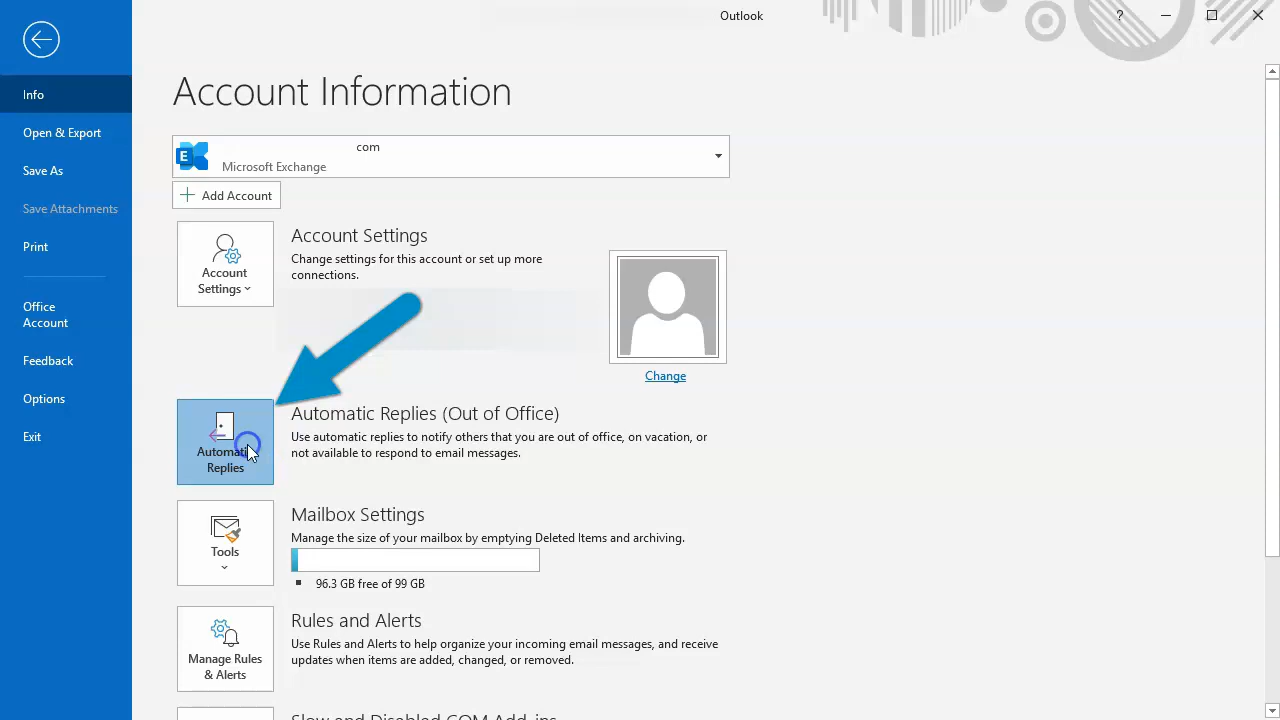 Outlook
?
Info
Open & Export
Save As
Save Attachments
Print
Office
Account
Feedback
Options
Exit
Account Information
E
com
Microsoft Exchange
Add Account
Account
Settings
Account Settings
Change settings for this account or set up more
connections.
Change
Automatic
Replies
Automatic Replies (Out of Office)
Use automatic replies to notify others that you are out of office, on vacation, or
not available to respond to email messages.
Tools
Mailbox Settings
Manage the size of your mailbox by emptying Deleted Items and archiving.
96.3 GB free of 99 GB
Manage Rules
& Alerts
Rules and Alerts
Use Rules and Alerts to help organize your incoming email messages, and receive
updates when items are added, changed, or removed.
Slow and Disabled COM Add-ins